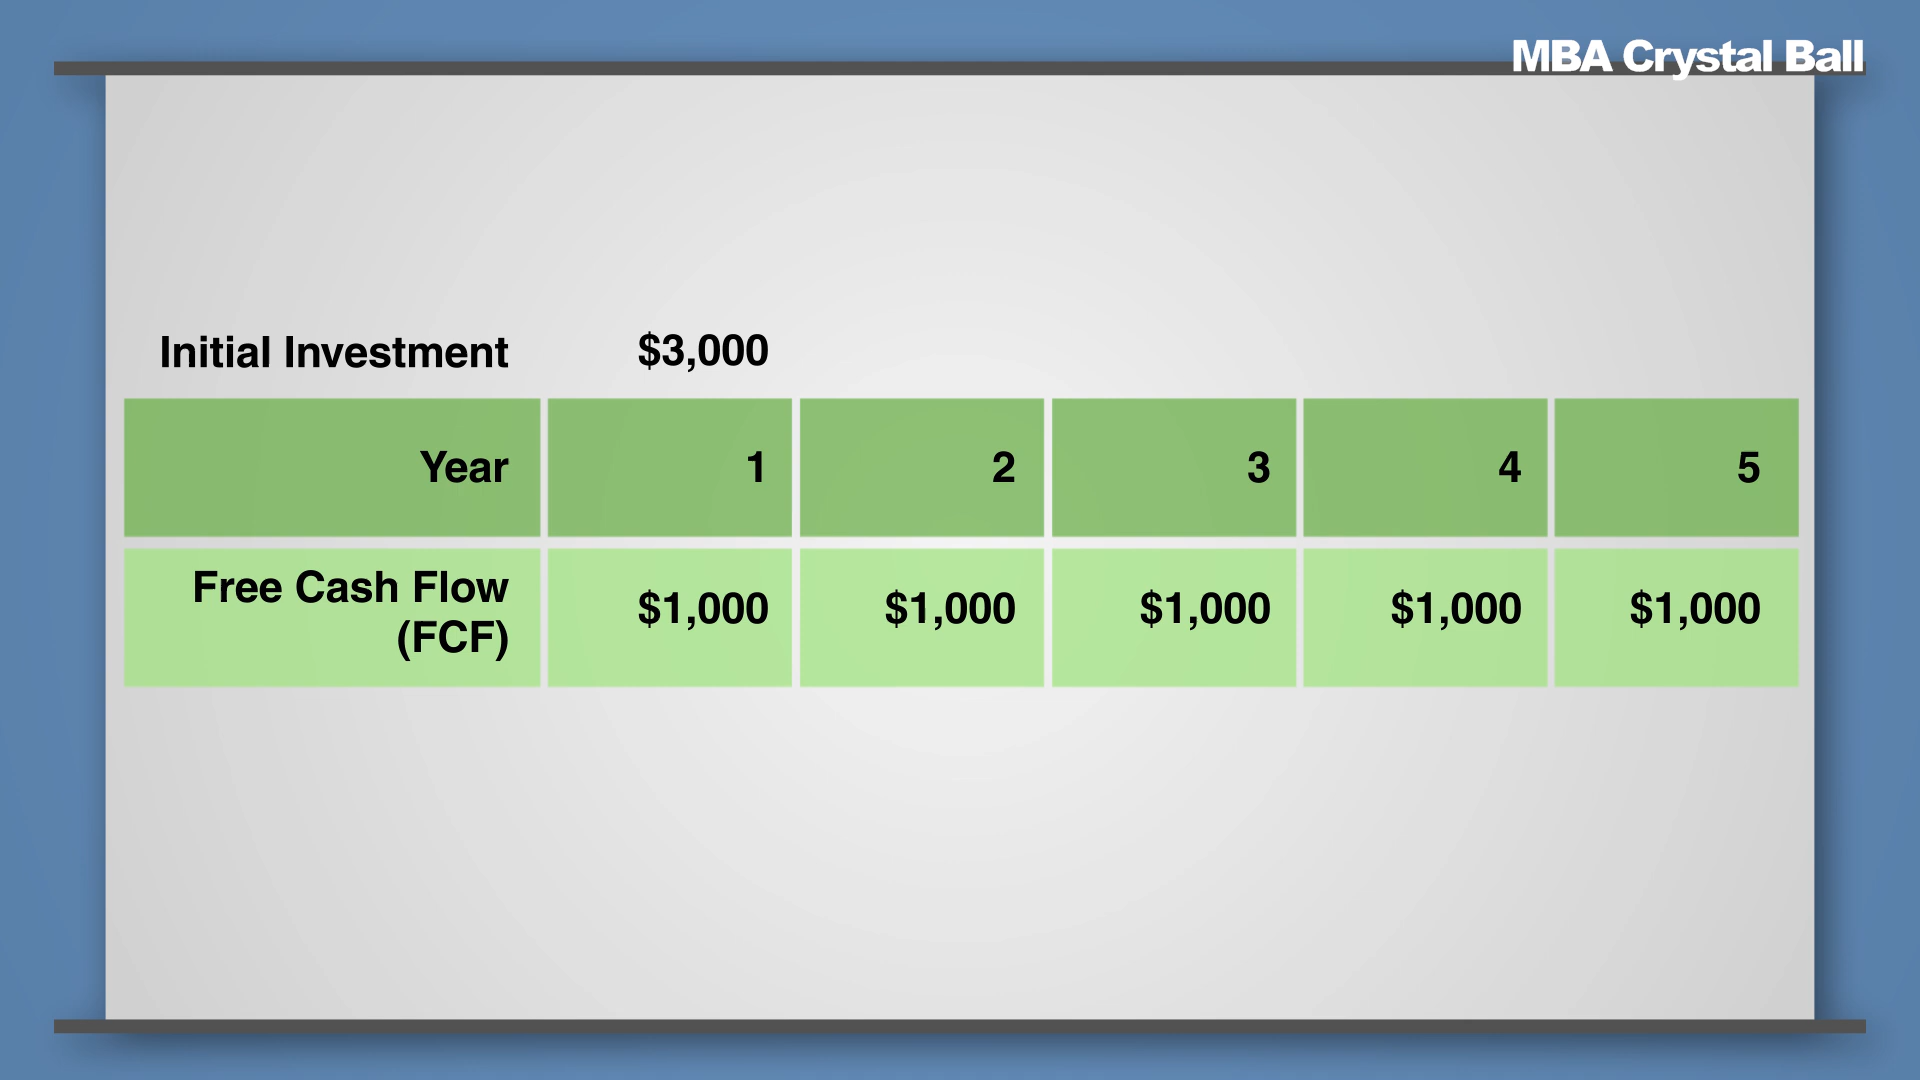 MBA Crystal Ball
Initial Investment $3,000
Year 1 2 3 4 5
Free Cash Flow
(FCF) $1,000 $1,000 $1,000 $1,000 $1,000